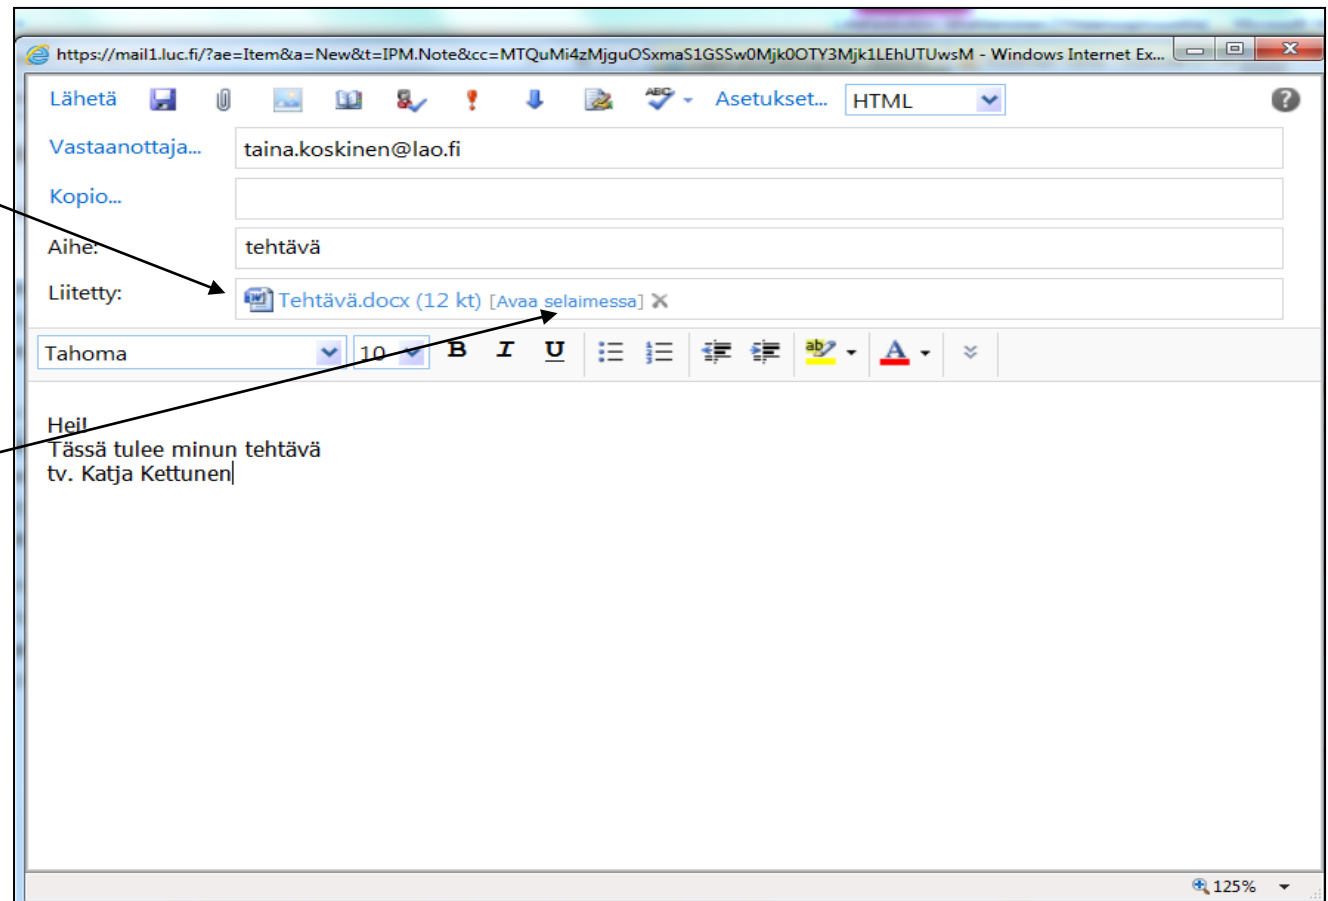 https://mail1.luc.fi/?ae=Item&a=New&t=IPM.Note&cc=MTQuMi4zMjguOSxmaS1GSSw0Mjk0OTY3Mjk1LEhUTUwsM - Windows Internet Ex...
Lähetä ABC Asetukset... HTML ?
Vastaanottaja... taina.koskinen@lao.fi
Kopio...
Aihe: tehtävä
Liitetty: Tehtävä.docx (12 kt) [Avaa selaimessa]
Tahoma 10 B I U ab A
Hei!
Tässä tulee minun tehtävä
tv. Katja Kettunen
125%